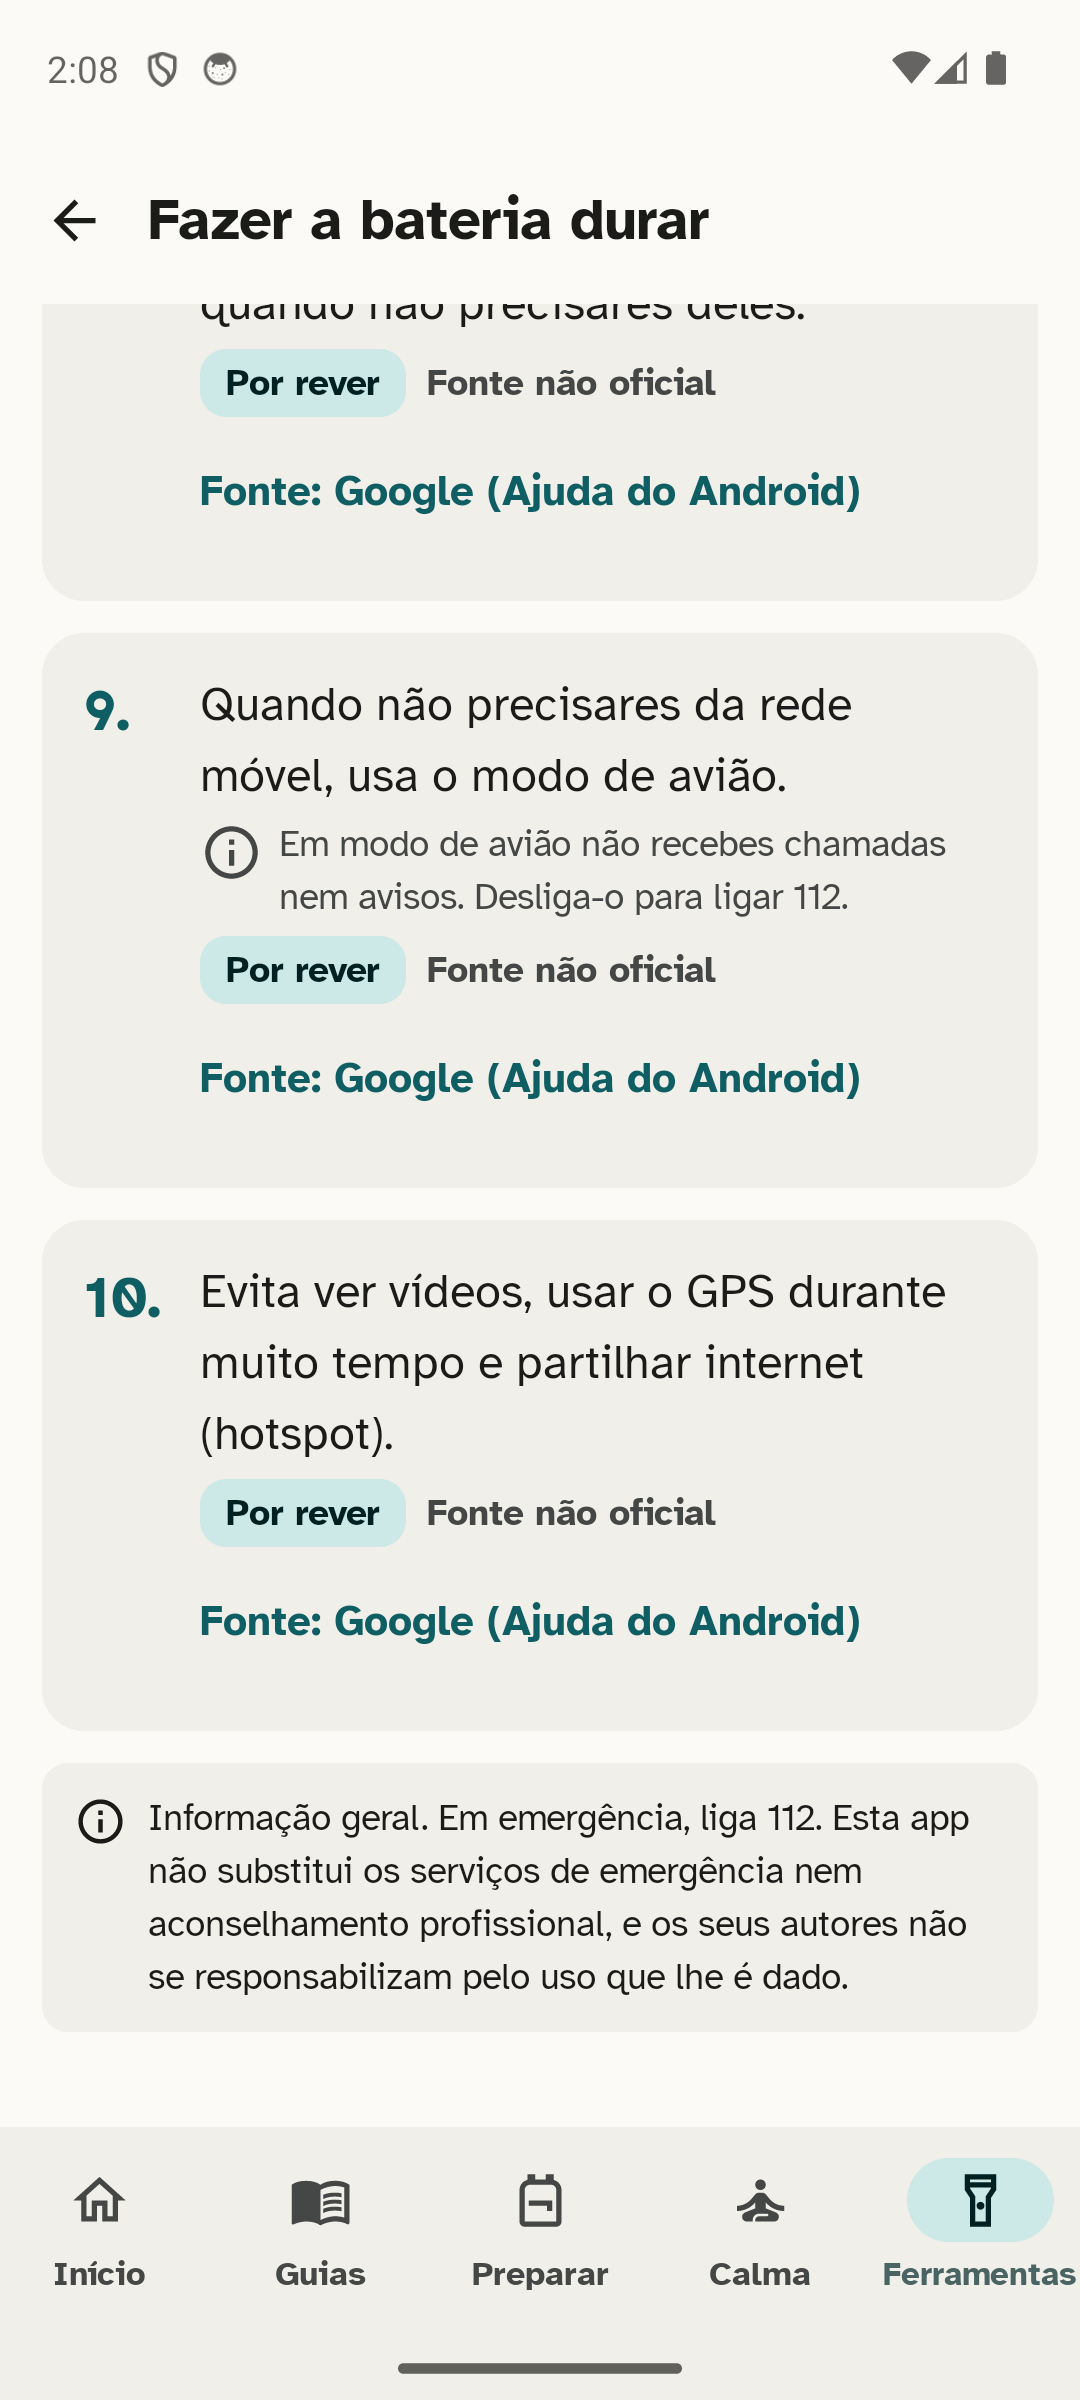 2:08
Fazer a bateria durar
quando não precisares deles.
Por rever Fonte não oficial
Fonte: Google (Ajuda do Android)
9. Quando não precisares da rede
móvel, usa o modo de avião.
Em modo de avião não recebes chamadas
nem avisos. Desliga-o para ligar 112.
Por rever Fonte não oficial
Fonte: Google (Ajuda do Android)
10. Evita ver vídeos, usar o GPS durante
muito tempo e partilhar internet
(hotspot).
Por rever Fonte não oficial
Fonte: Google (Ajuda do Android)
Informação geral. Em emergência, liga 112. Esta app
não substitui os serviços de emergência nem
aconselhamento profissional, e os seus autores não
se responsabilizam pelo uso que lhe é dado.
Início Guias Preparar Calma Ferramentas